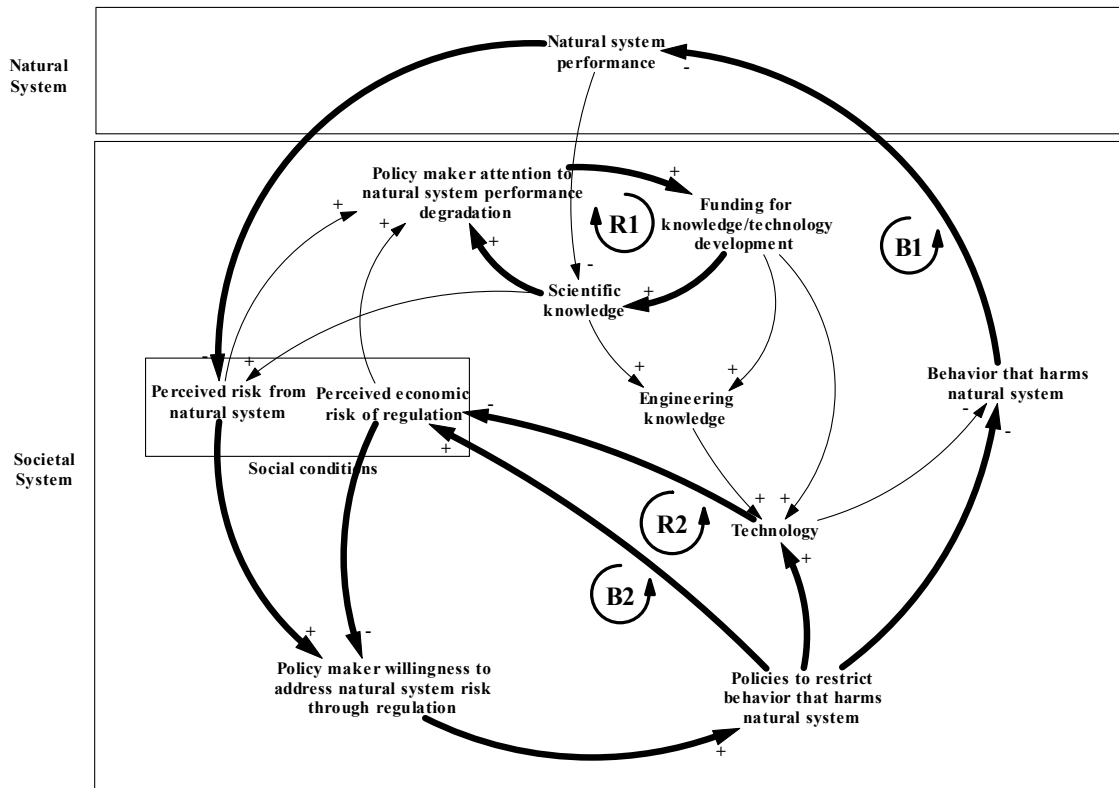 Natural
System
Natural system
performance
-
Policy maker attention to
natural system performance
degradation
+
Funding for
knowledge/technology
development
R1
B1
+
+
+
-
+
Scientific
knowledge
-
+
Perceived risk from
natural system
Perceived economic
risk of regulation
-
+
Social conditions
+
+
Engineering
knowledge
Behavior that harms
natural system
-
-
Societal
System
R2
+
+
Technology
+
B2
+
-
Policy maker willingness to
address natural system risk
through regulation
Policies to restrict
behavior that harms
natural system
+